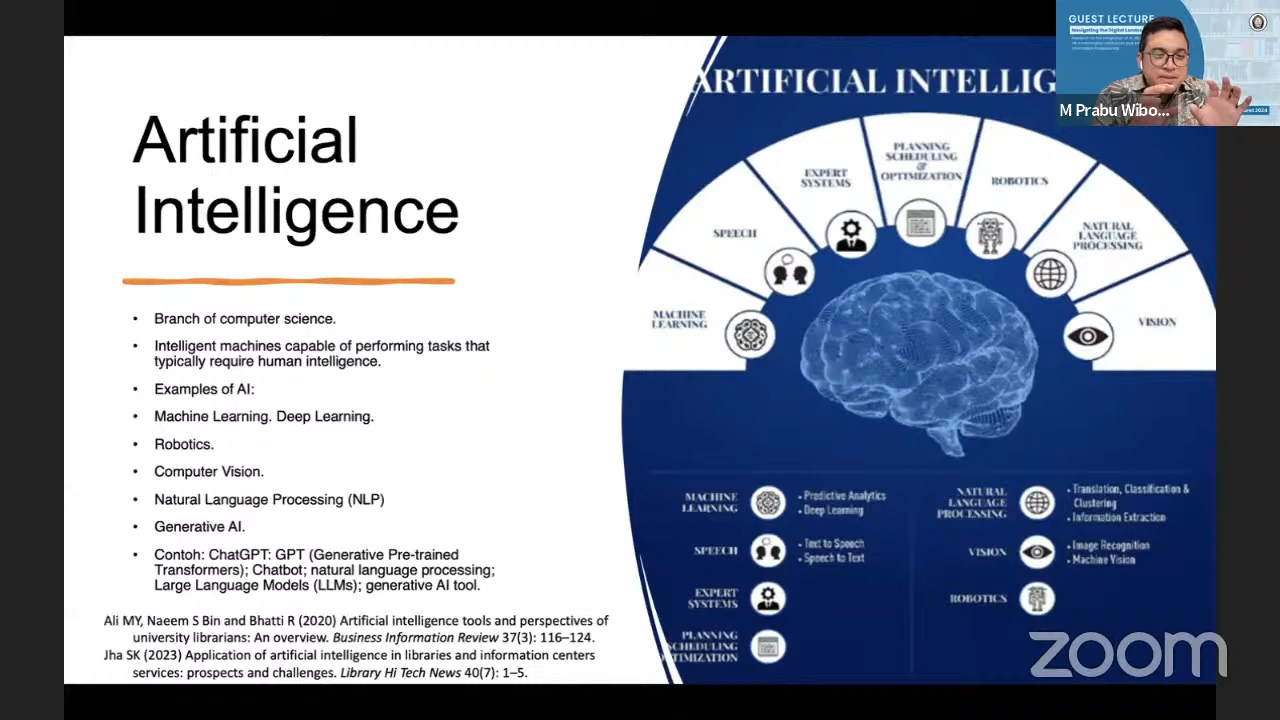 Artificial
Intelligence
• Branch of computer science.
• Intelligent machines capable of performing tasks that
typically require human intelligence.
• Examples of AI:
• Machine Learning. Deep Learning.
• Robotics.
• Computer Vision.
• Natural Language Processing (NLP)
• Generative AI.
• Contoh: ChatGPT: GPT (Generative Pre-trained
Transformers); Chatbot; natural language processing;
Large Language Models (LLMs); generative AI tool.
Ali MY, Naeem S Bin and Bhatti R (2020) Artificial intelligence tools and perspectives of
university librarians: An overview. Business Information Review 37(3): 116–124.
Jha SK (2023) Application of artificial intelligence in libraries and information centers
services: prospects and challenges. Library Hi Tech News 40(7): 1–5.
ARTIFICIAL INTELLIG
MACHINE
LEARNING
SPEECH
EXPERT
SYSTEMS
PLANNING
SCHEDULING
&
OPTIMIZATION
ROBOTICS
NATURAL
LANGUAGE
PROCESSING
VISION
MACHINE
LEARNING
• Predictive Analytics
• Deep Learning
SPEECH
• Text to Speech
• Speech to Text
EXPERT
SYSTEMS
PLANNING
SCHEDULING
OPTIMIZATION
NATURAL
LANGUAGE
PROCESSING
• Translation, Classification &
Clustering
• Information Extraction
VISION
• Image Recognition
• Machine Vision
ROBOTICS
GUEST LECTURE
Navigating the Digital
M Prabu Wibo...
2024
zoom